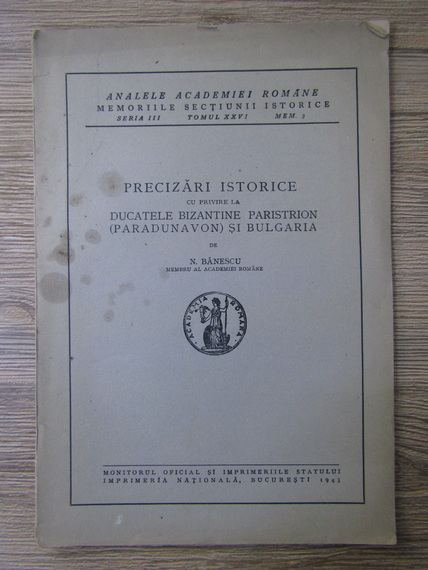 ANALELE ACADEMIEI ROMÂNE
MEMORIILE SECȚIUNII ISTORICE
SERIA III TOMUL XXVI MEM. 2
PRECIZĂRI ISTORICE
CU PRIVIRE LA
DUCATELE BIZANTINE PARISTRION
(PARADUNAVON) ȘI BULGARIA
DE
N. BĂNESCU
MEMBRU AL ACADEMIEI ROMÂNE
ACADEMIA ROMANA
MONITORUL OFICIAL ȘI IMPRIMERIILE STATULUI
IMPRIMERIA NAȚIONALĂ, BUCUREȘTI 1943